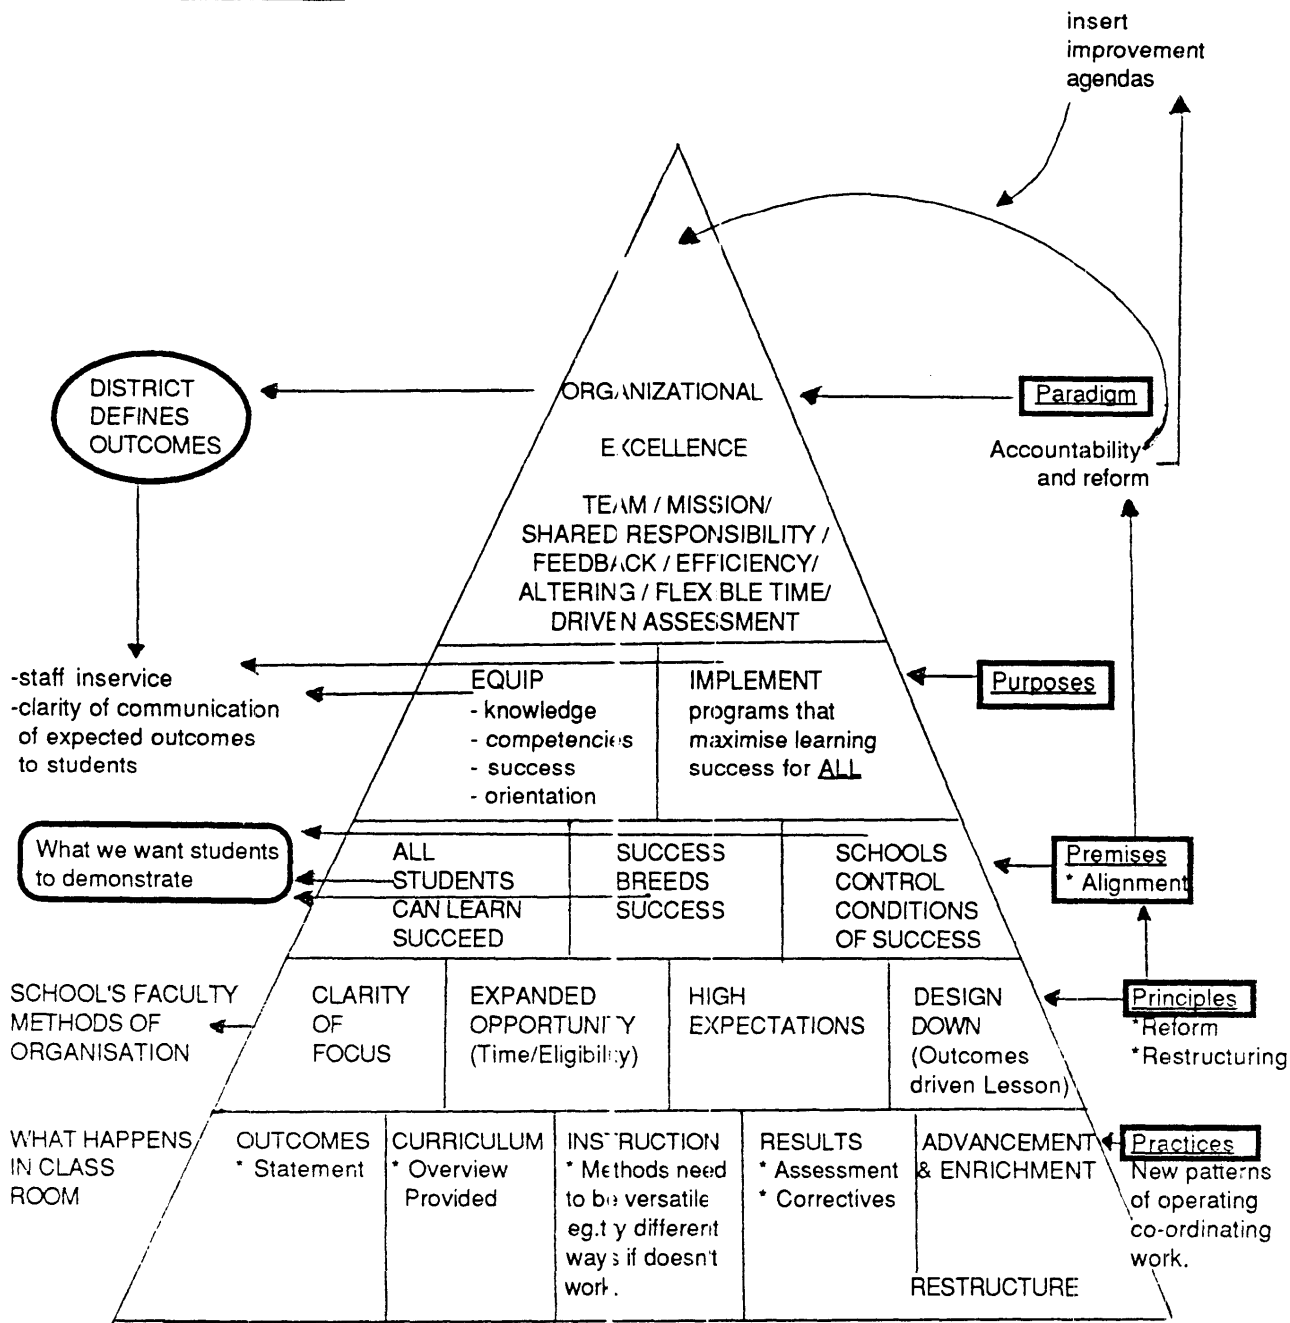 insert
improvement
agendas
DISTRICT
DEFINES
OUTCOMES
ORGANIZATIONAL
EXCELLENCE
TEAM / MISSION/
SHARED RESPONSIBILITY /
FEEDBACK / EFFICIENCY/
ALTERING / FLEXIBLE TIME/
DRIVEN ASSESSMENT
Paradigm
Accountability
and reform
-staff inservice
-clarity of communication
of expected outcomes
to students
EQUIP
- knowledge
- competencies
- success
- orientation
IMPLEMENT
programs that
maximise learning
success for ALL
Purposes
What we want students
to demonstrate
ALL
STUDENTS
CAN LEARN
SUCCEED
SUCCESS
BREEDS
SUCCESS
SCHOOLS
CONTROL
CONDITIONS
OF SUCCESS
Premises
* Alignment
SCHOOL'S FACULTY
METHODS OF
ORGANISATION
CLARITY
OF
FOCUS
EXPANDED
OPPORTUNITY
(Time/Eligibility)
HIGH
EXPECTATIONS
DESIGN
DOWN
(Outcomes
driven Lesson)
Principles
*Reform
*Restructuring
WHAT HAPPENS
IN CLASS
ROOM
OUTCOMES
* Statement
CURRICULUM
* Overview
Provided
INSTRUCTION
* Methods need
to be versatile
eg.try different
ways if doesn't
work.
RESULTS
* Assessment
* Correctives
ADVANCEMENT
& ENRICHMENT
RESTRUCTURE
Practices
New patterns
of operating
co-ordinating
work.